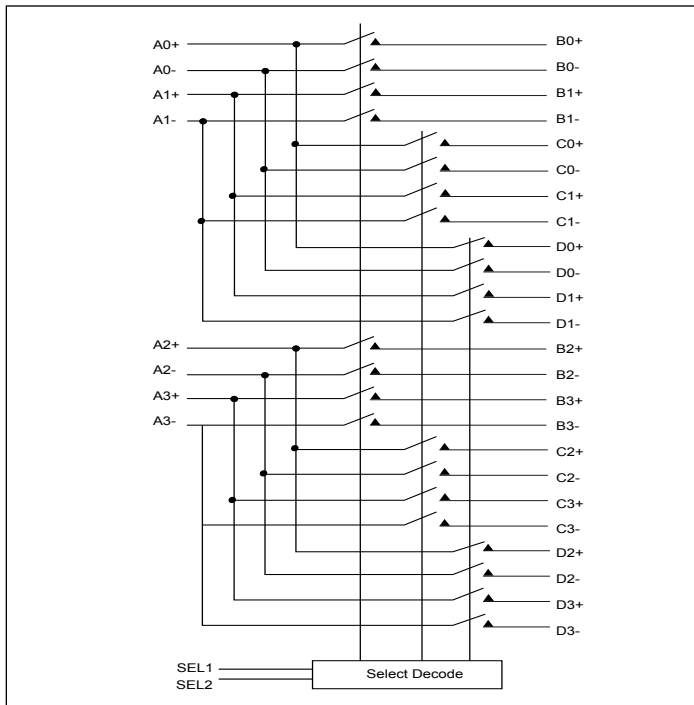 A0+ B0+
A0- B0-
A1+ B1+
A1- B1-
C0+
C0-
C1+
C1-
D0+
D0-
D1+
D1-
A2+ B2+
A2- B2-
A3+ B3+
A3- B3-
C2+
C2-
C3+
C3-
D2+
D2-
D3+
D3-
SEL1
SEL2
Select Decode